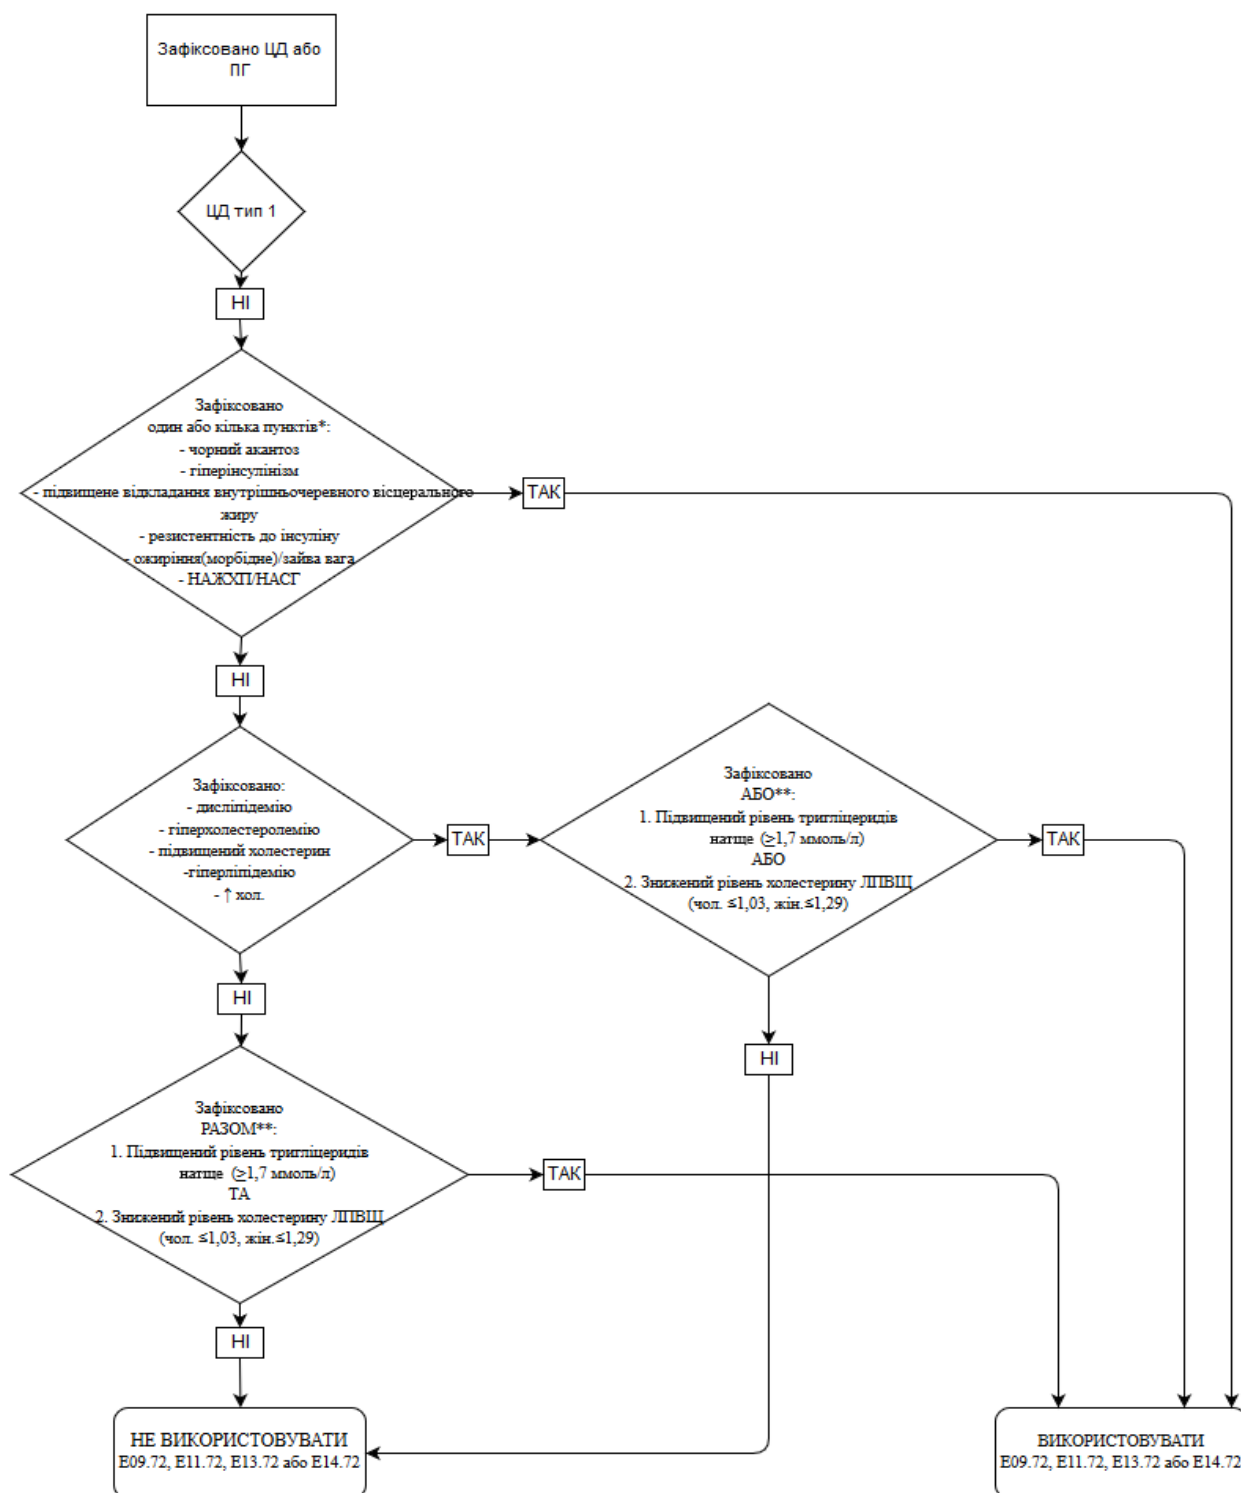 Зафіксовано ЦД або
ПГ
ЦД тип 1
НІ
Зафіксовано
один або кілька пунктів*:
- чорний акантоз
- гіперінсулінізм
- підвищене відкладання внутрішньочеревного вісцерального
жиру
- резистентність до інсуліну
- ожиріння(морбідне)/зайва вага
- НАЖХП/НАСГ
ТАК
НІ
Зафіксовано:
- дисліпідемію
- гіперхолестеролемію
- підвищений холестерин
-гіперліпідемію
- ↑ хол.
ТАК
Зафіксовано
АБО**:
1. Підвищений рівень тригліцеридів
натще (≥1,7 ммоль/л)
АБО
2. Знижений рівень холестерину ЛПВЩ
(чол. ≤1,03, жін.≤1,29)
ТАК
НІ
НІ
Зафіксовано
РАЗОМ**:
1. Підвищений рівень тригліцеридів
натще (≥1,7 ммоль/л)
ТА
2. Знижений рівень холестерину ЛПВЩ
(чол. ≤1,03, жін.≤1,29)
ТАК
НІ
НЕ ВИКОРИСТОВУВАТИ
E09.72, E11.72, E13.72 або E14.72
ВИКОРИСТОВУВАТИ
E09.72, E11.72, E13.72 або E14.72